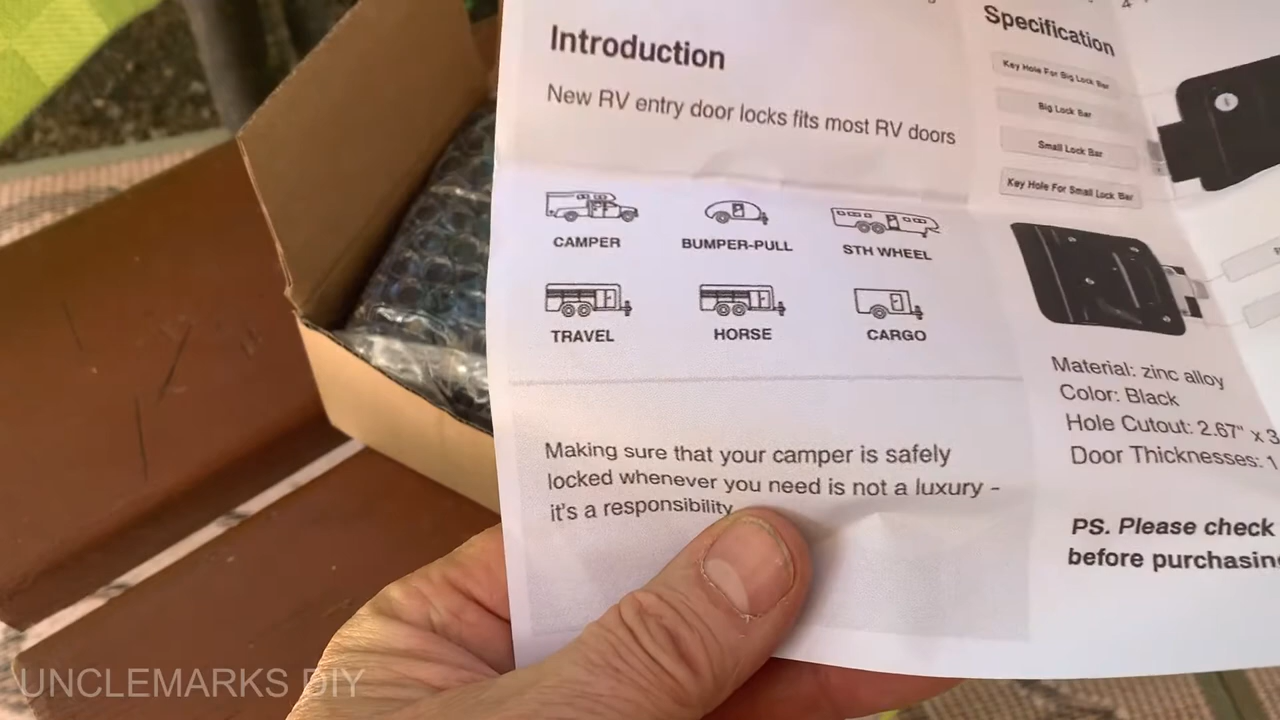 Introduction
New RV entry door locks fits most RV doors
CAMPER
BUMPER-PULL
STH WHEEL
TRAVEL
HORSE
CARGO
Making sure that your camper is safely
locked whenever you need is not a luxury -
it's a responsibility
Specification
Key Hole For Big Lock Bar
Big Lock Bar
Small Lock Bar
Key Hole For Small Lock Bar
Material: zinc alloy
Color: Black
Hole Cutout: 2.67" x 3
Door Thicknesses: 1
PS. Please check
before purchasin
UNCLEMARKS DIY